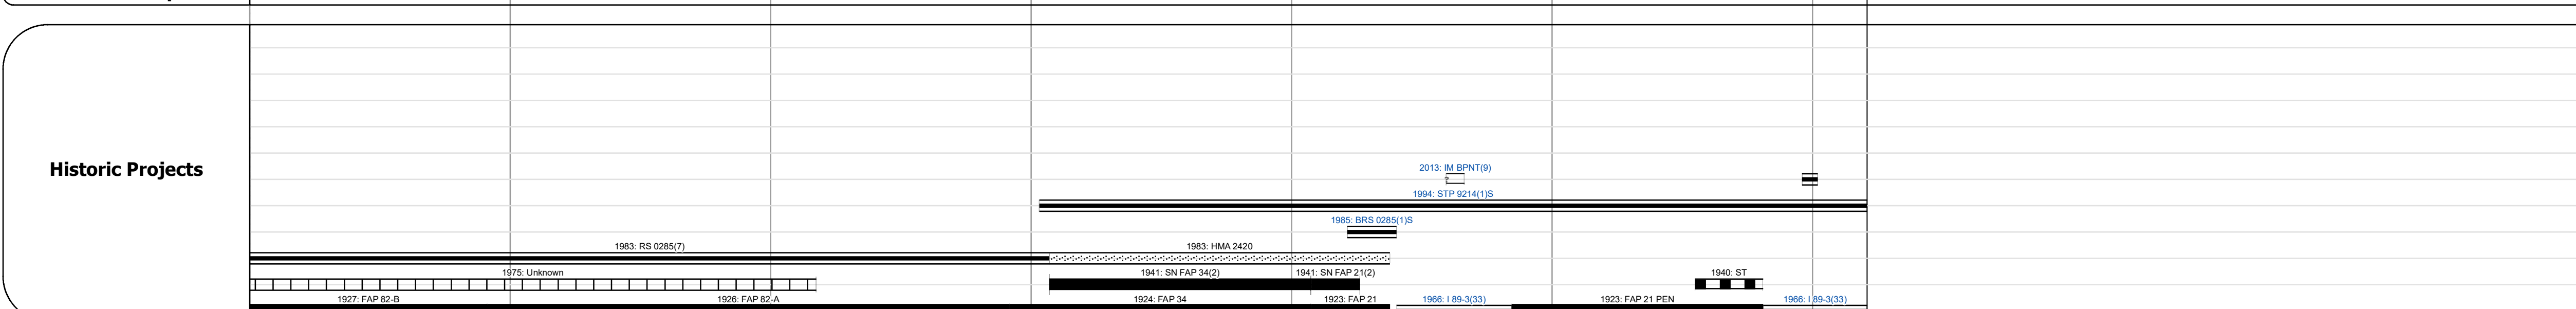 Historic Projects
2013: IM BPNT(9)
1994: STP 9214(1)S
1985: BRS 0285(1)S
1983: RS 0285(7)
1983: HMA 2420
1975: Unknown
1941: SN FAP 34(2)
1941: SN FAP 21(2)
1940: ST
1927: FAP 82-B
1926: FAP 82-A
1924: FAP 34
1923: FAP 21
1966: I 89-3(33)
1923: FAP 21 PEN
1966: I 89-3(33)